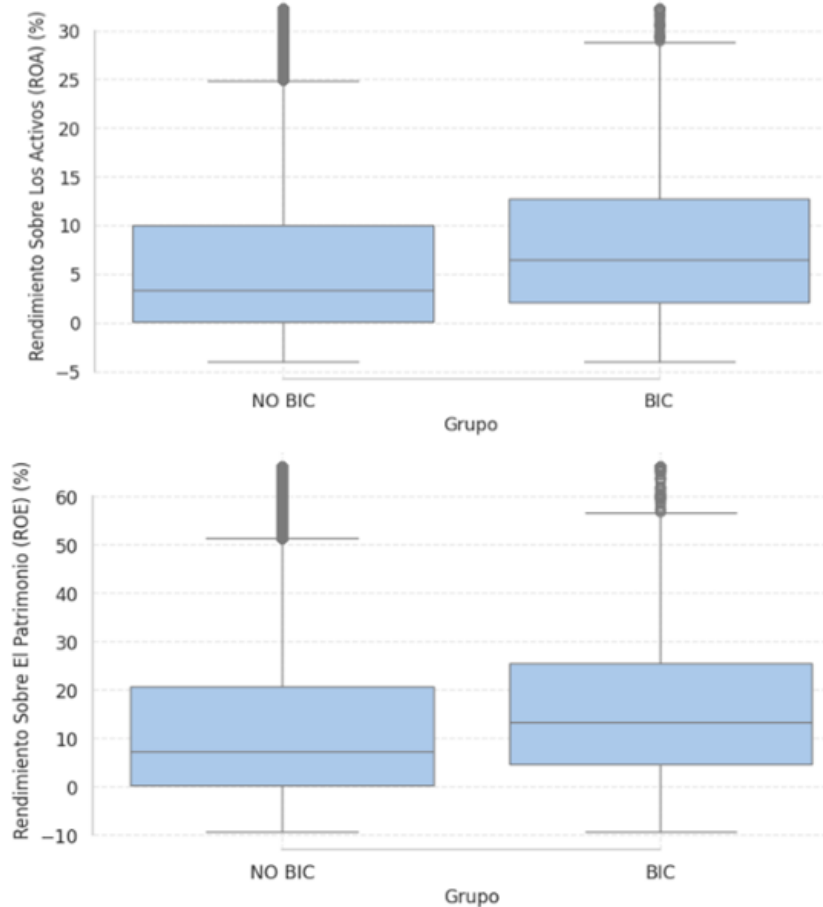 Rendimiento Sobre Los Activos (ROA) (%)
30
25
20
15
10
5
0
−5
NO BIC
BIC
Grupo
Rendimiento Sobre El Patrimonio (ROE) (%)
60
50
40
30
20
10
0
−10
NO BIC
BIC
Grupo